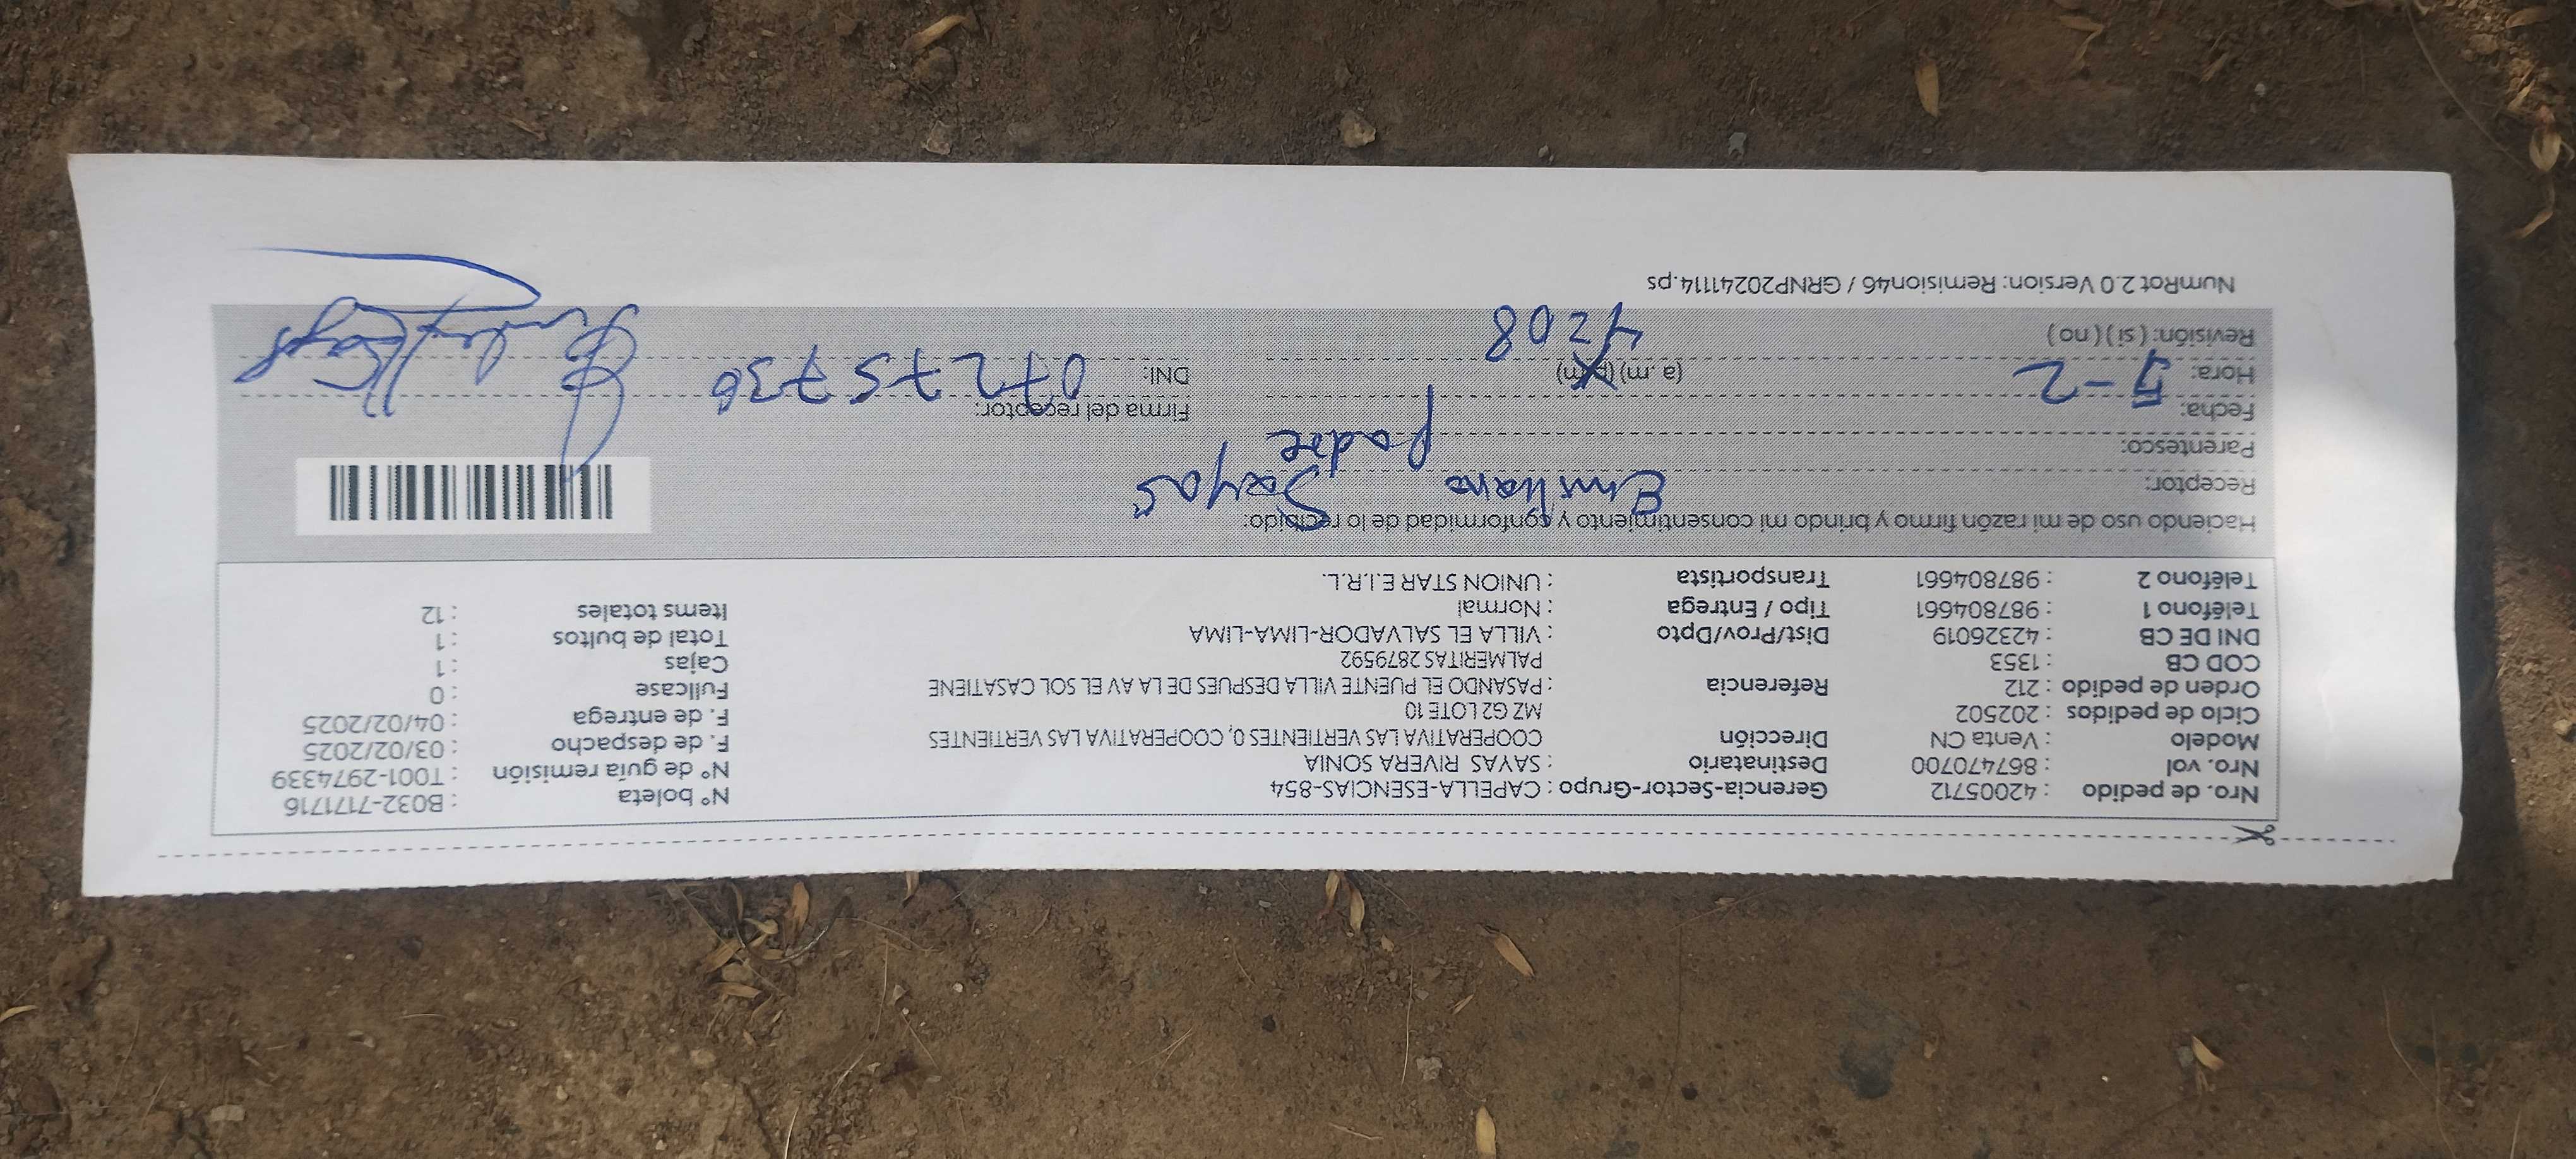 Nro. de pedido : 42005712 Gerencia-Sector-Grupo : CAPELLA-ESENCIAS-854 N° boleta : B032-7171716
Nro. vol : 867470700 Destinatario : SAYAS RIVERA SONIA N° de guía remisión : T001-2974339
Modelo : Venta CN Dirección COOPERATIVA LAS VERTIENTES 0, COOPERATIVA LAS VERTIENTES F. de despacho : 03/02/2025
Ciclo de pedidos : 202502 MZ G2 LOTE 10 F. de entrega : 04/02/2025
Orden de pedido : 212 Referencia : PASANDO EL PUENTE VILLA DESPUES DE LA AV EL SOL CASATIENE Fullcase : 0
COD CB : 1353 PALMERITAS 2879592 Cajas : 1
DNI DE CB : 42326019 Dist/Prov/Dpto : VILLA EL SALVADOR-LIMA-LIMA Total de bultos : 1
Teléfono 1 : 987804661 Tipo / Entrega : Normal Items totales : 12
Teléfono 2 : 987804661 Transportista : UNION STAR E.I.R.L.
Haciendo uso de mi razón firmo y brindo mi consentimiento y conformidad de lo recibido:
Receptor: Emiliano Sayas
Parentesco: padre
Fecha: 5-2 Firma del receptor:
Hora: (a .m) (p.m) DNI: 07275730
4:08
Revisión: ( si ) ( no )
NumRot 2.0 Version: Remision46 / GRNP20241114.ps